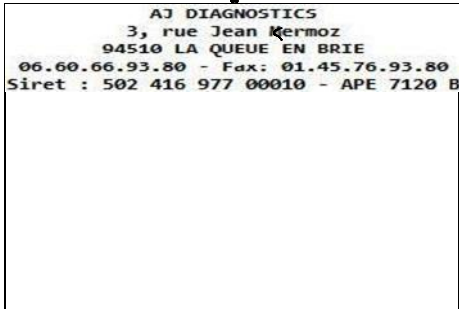 AJ DIAGNOSTICS
3, rue Jean Mermoz
94510 LA QUEUE EN BRIE
06.60.66.93.80 - Fax: 01.45.76.93.80
Siret : 502 416 977 00010 - APE 7120 B